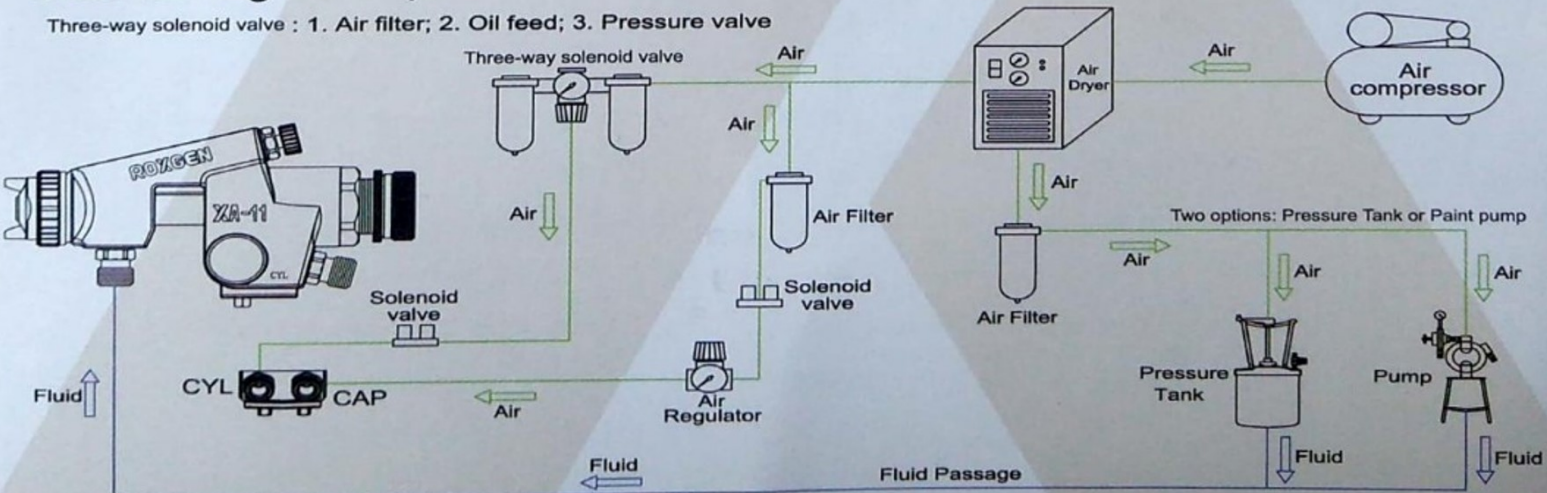 Three-way solenoid valve : 1. Air filter; 2. Oil feed; 3. Pressure valve
Three-way solenoid valve
Air
Air
Air
compressor
Air
Dryer
Air
Air
ROXGEN
XA-11
CYL
Air
Air Filter
Two options: Pressure Tank or Paint pump
Air
Air
Air
Solenoid
valve
Solenoid
valve
Air Filter
CYL
CAP
Fluid
Air
Air
Regulator
Pressure
Tank
Pump
Fluid
Fluid Passage
Fluid
Fluid